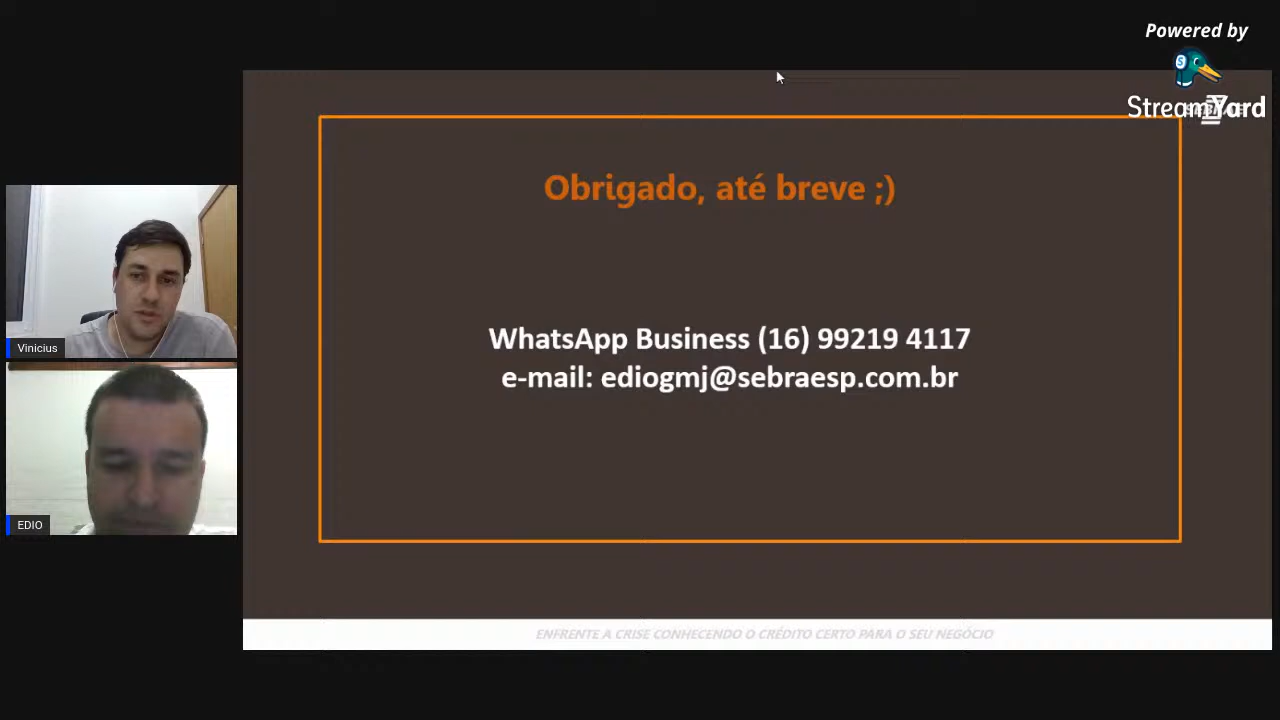 Powered by
StreamYard
Obrigado, até breve ;)
WhatsApp Business (16) 99219 4117
e-mail: ediogmj@sebraesp.com.br
Vinicius
EDIO
ENFRENTE A CRISE CONHECENDO O CRÉDITO CERTO PARA O SEU NEGÓCIO